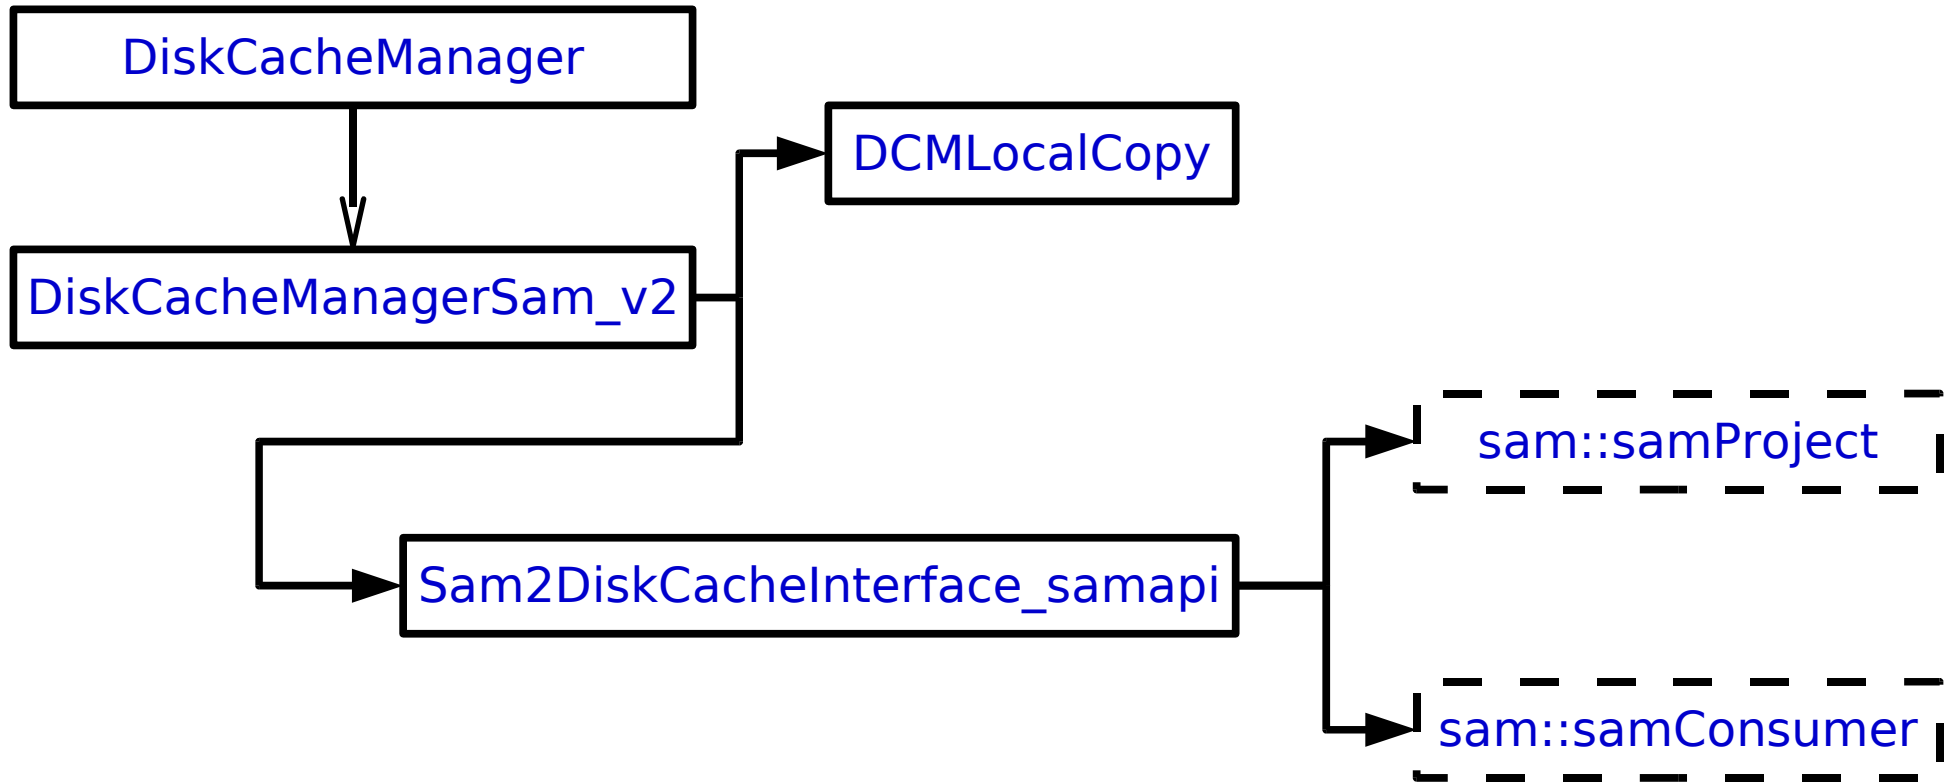 DiskCacheManager
DCMLocalCopy
DiskCacheManagerSam_v2
sam::samProject
Sam2DiskCacheInterface_samapi
sam::samConsumer